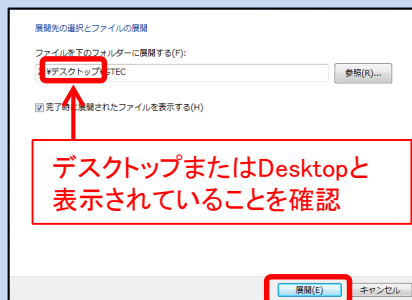 展開先の選択とファイルの展開
ファイルを下のフォルダーに展開する(F):
¥デスクトップ¥GTEC
参照(R)...
完了時に展開されたファイルを表示する(H)
デスクトップまたはDesktopと
表示されていることを確認
展開(E)
キャンセル